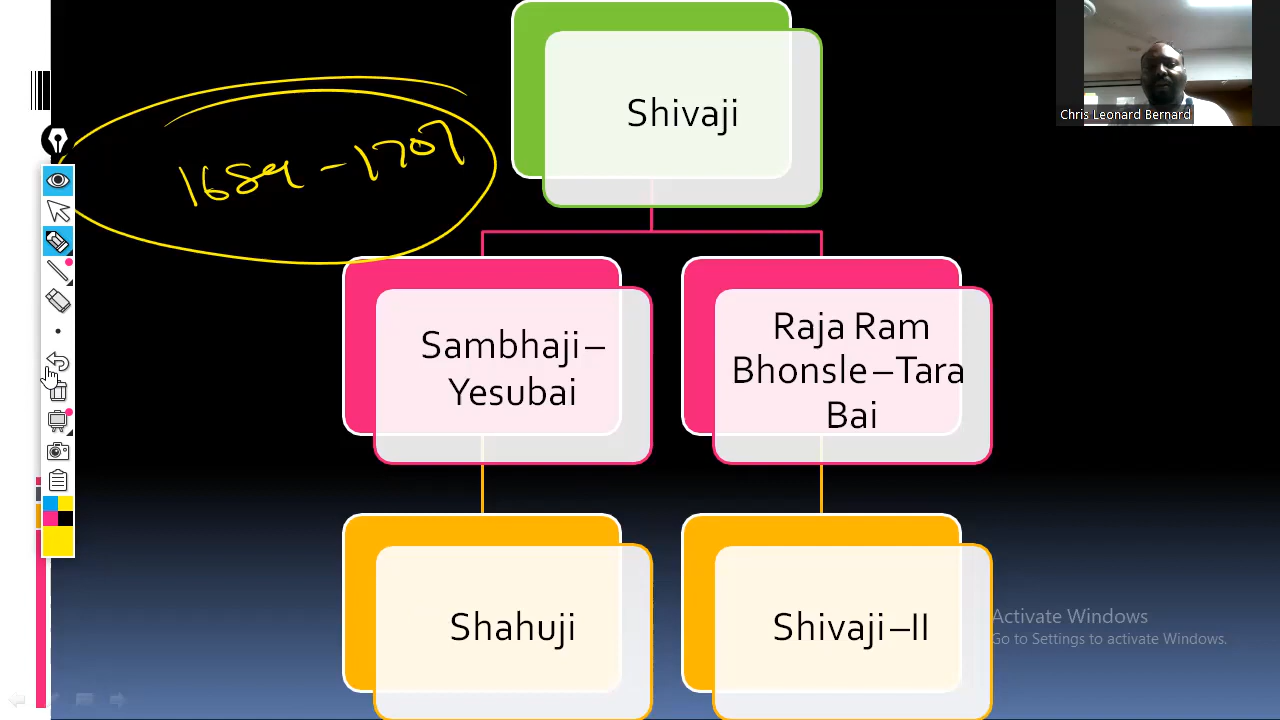 Shivaji
Chris Leonard Bernard
1689 – 1707
Sambhaji –
Yesubai
Raja Ram
Bhonsle – Tara
Bai
Shahuji
Shivaji –II
Activate Windows
Go to Settings to activate Windows.